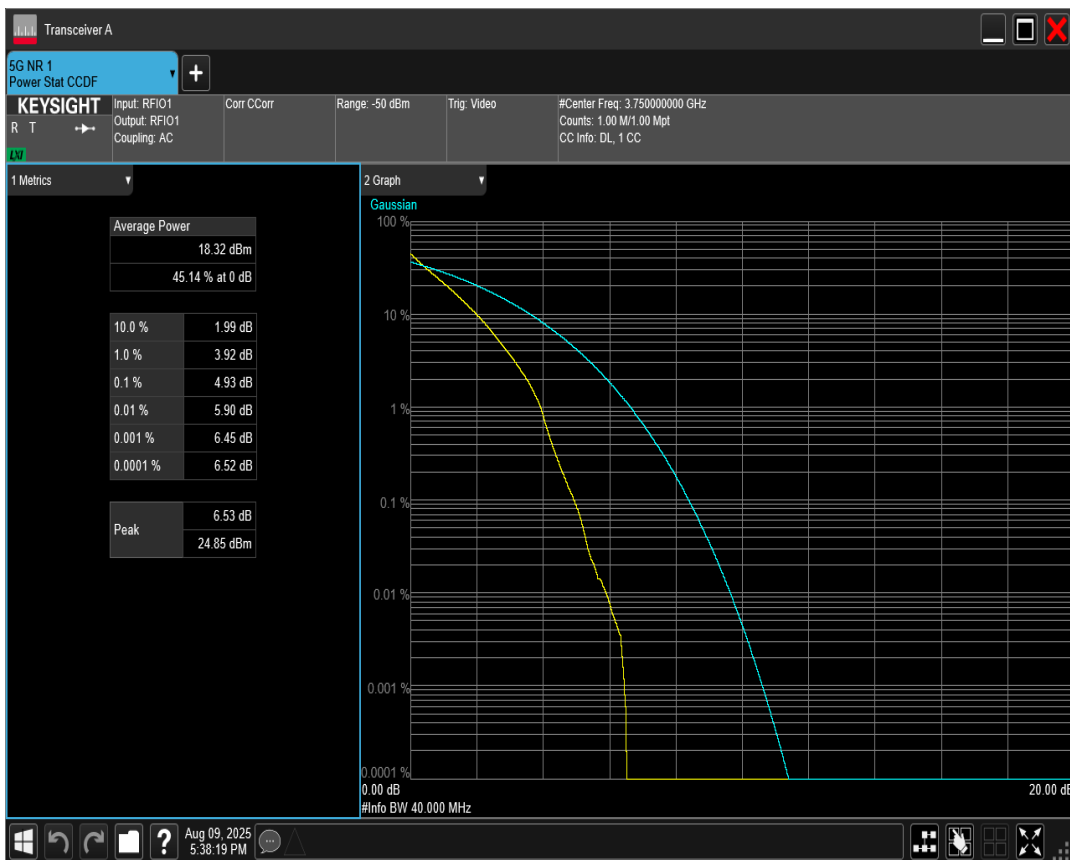 Transceiver A
5G NR 1
Power Stat CCDF
+
KEYSIGHT
R T
LXI
Input: RFIO1
Output: RFIO1
Coupling: AC
Corr CCorr
Range: -50 dBm
Trig: Video
#Center Freq: 3.750000000 GHz
Counts: 1.00 M/1.00 Mpt
CC Info: DL, 1 CC
1 Metrics
Average Power
18.32 dBm
45.14 % at 0 dB
10.0 % 1.99 dB
1.0 % 3.92 dB
0.1 % 4.93 dB
0.01 % 5.90 dB
0.001 % 6.45 dB
0.0001 % 6.52 dB
Peak
6.53 dB
24.85 dBm
2 Graph
Gaussian
100 %
10 %
1 %
0.1 %
0.01 %
0.001 %
0.0001 %
0.00 dB
20.00 dB
#Info BW 40.000 MHz
?
Aug 09, 2025
5:38:19 PM